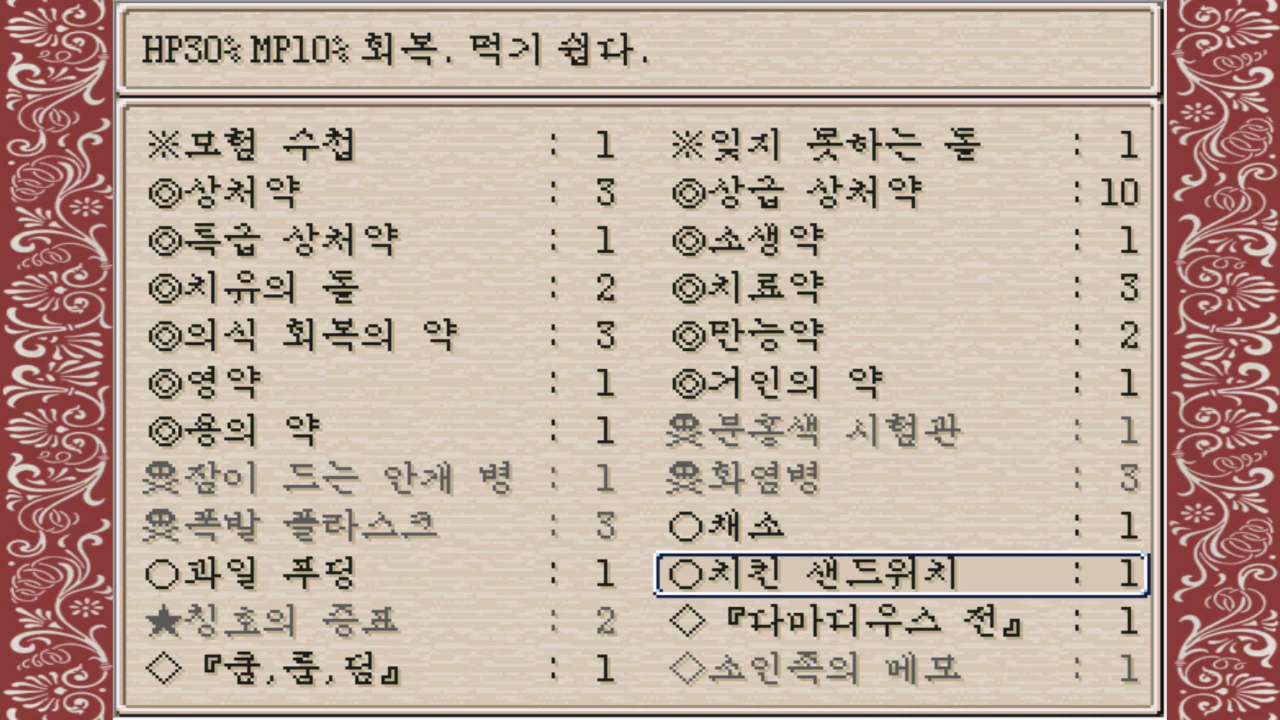 HP30% MP10% 회복. 먹기 쉽다.
※모험 수첩 : 1 ※잊지 못하는 돌 : 1
◎상처약 : 3 ◎상급 상처약 : 10
◎특급 상처약 : 1 ◎소생약 : 1
◎치유의 돌 : 2 ◎치료약 : 3
◎의식 회복의 약 : 3 ◎만능약 : 2
◎영약 : 1 ◎거인의 약 : 1
◎용의 약 : 1 ☠분홍색 시험관 : 1
☠잠이 드는 안개 병 : 1 ☠화염병 : 3
☠폭발 플라스크 : 3 ○채소 : 1
○과일 푸딩 : 1 ○치킨 샌드위치 : 1
★칭호의 증표 : 2 ◇『다마디우스 전』 : 1
◇『쿵,룸,덤』 : 1 ◇소인족의 메모 : 1